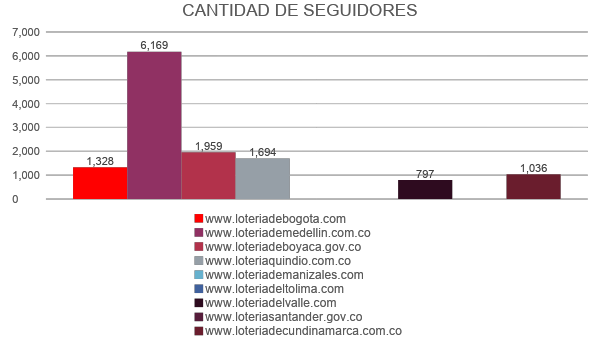 CANTIDAD DE SEGUIDORES
7,000
6,000
5,000
4,000
3,000
2,000
1,000
0
1,328
6,169
1,959
1,694
797
1,036
www.loteriadebogota.com
www.loteriademedellin.com.co
www.loteriadeboyaca.gov.co
www.loteriaquindio.com.co
www.loteriademanizales.com
www.loteriadeltolima.com
www.loteriadelvalle.com
www.loteriasantander.gov.co
www.loteriadecundinamarca.com.co